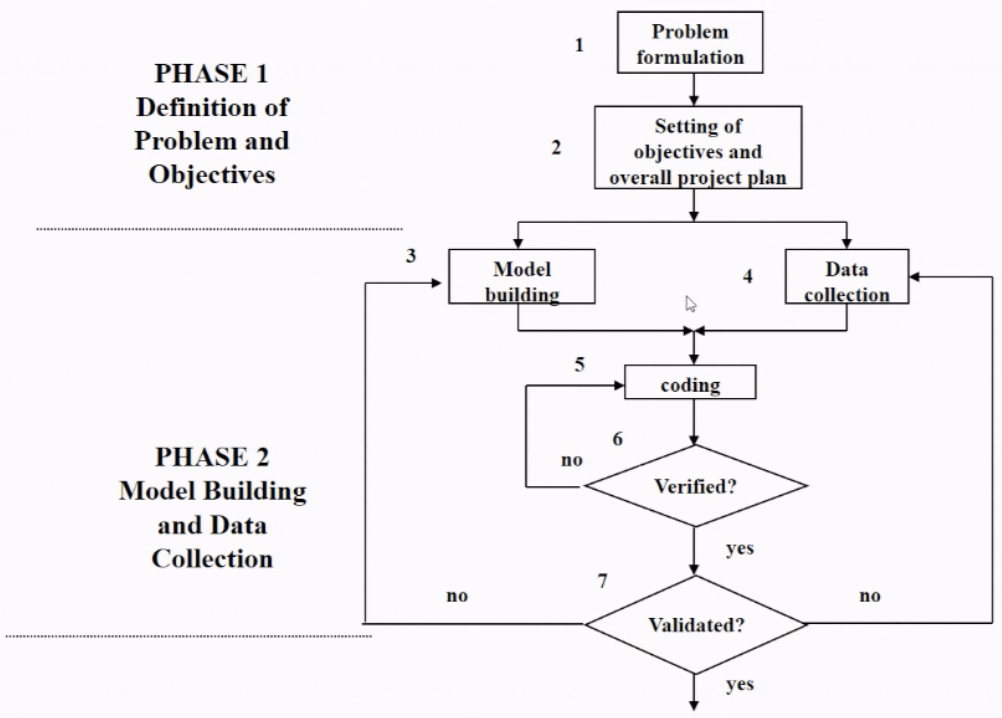 1
Problem
formulation
PHASE 1
Definition of
Problem and
Objectives
2
Setting of
objectives and
overall project plan
3
Model
building
4
Data
collection
5
coding
6
no
Verified?
yes
PHASE 2
Model Building
and Data
Collection
7
no
Validated?
no
yes